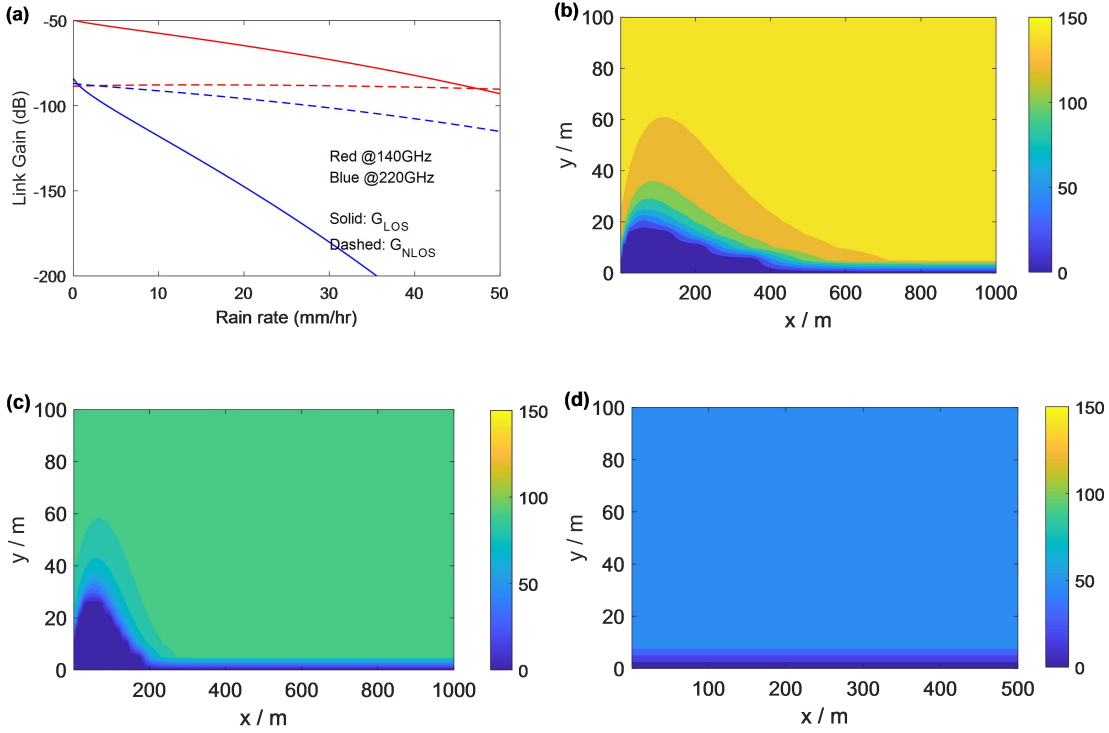 (a)
-50
-100
-150
-200
Link Gain (dB)
Red @140GHz
Blue @220GHz
Solid: G_LOS
Dashed: G_NLOS
0 10 20 30 40 50
Rain rate (mm/hr)
(b)
100
80
60
40
20
0
y / m
200 400 600 800 1000
x / m
150
100
50
0
(c)
100
80
60
40
20
0
y / m
200 400 600 800 1000
x / m
150
100
50
0
(d)
100
80
60
40
20
0
y / m
100 200 300 400 500
x / m
150
100
50
0